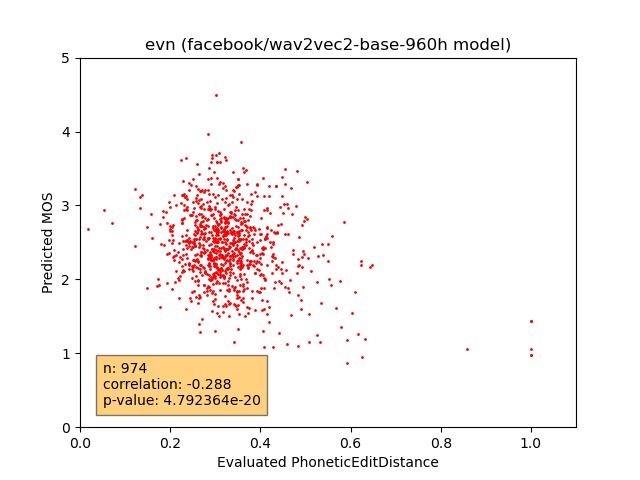 evn (facebook/wav2vec2-base-960h model)
5
4
3
2
1
0
Predicted MOS
n: 974
correlation: -0.288
p-value: 4.792364e-20
0.0 0.2 0.4 0.6 0.8 1.0
Evaluated PhoneticEditDistance